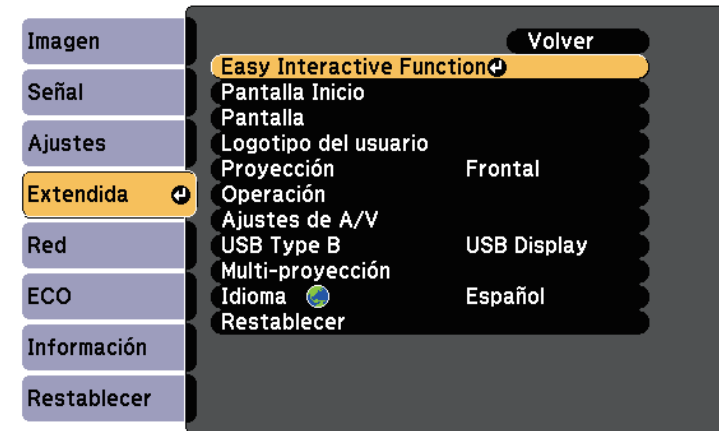 Imagen
Señal
Ajustes
Extendida
Red
ECO
Información
Restablecer
Volver
Easy Interactive Function
Pantalla Inicio
Pantalla
Logotipo del usuario
Proyección Frontal
Operación
Ajustes de A/V
USB Type B USB Display
Multi-proyección
Idioma Español
Restablecer